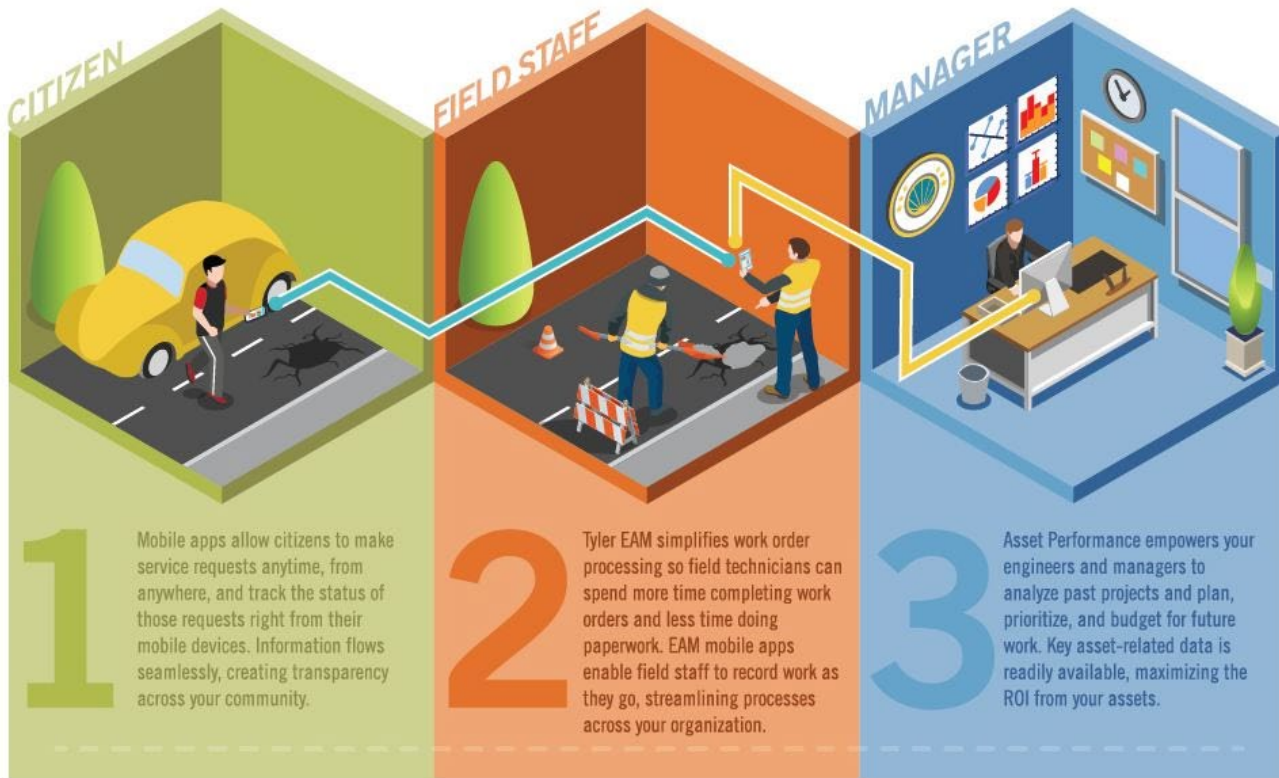 CITIZEN
FIELD STAFF
MANAGER
1
Mobile apps allow citizens to make
service requests anytime, from
anywhere, and track the status of
those requests right from their
mobile devices. Information flows
seamlessly, creating transparency
across your community.
2
Tyler EAM simplifies work order
processing so field technicians can
spend more time completing work
orders and less time doing
paperwork. EAM mobile apps
enable field staff to record work as
they go, streamlining processes
across your organization.
3
Asset Performance empowers your
engineers and managers to
analyze past projects and plan,
prioritize, and budget for future
work. Key asset-related data is
readily available, maximizing the
ROI from your assets.